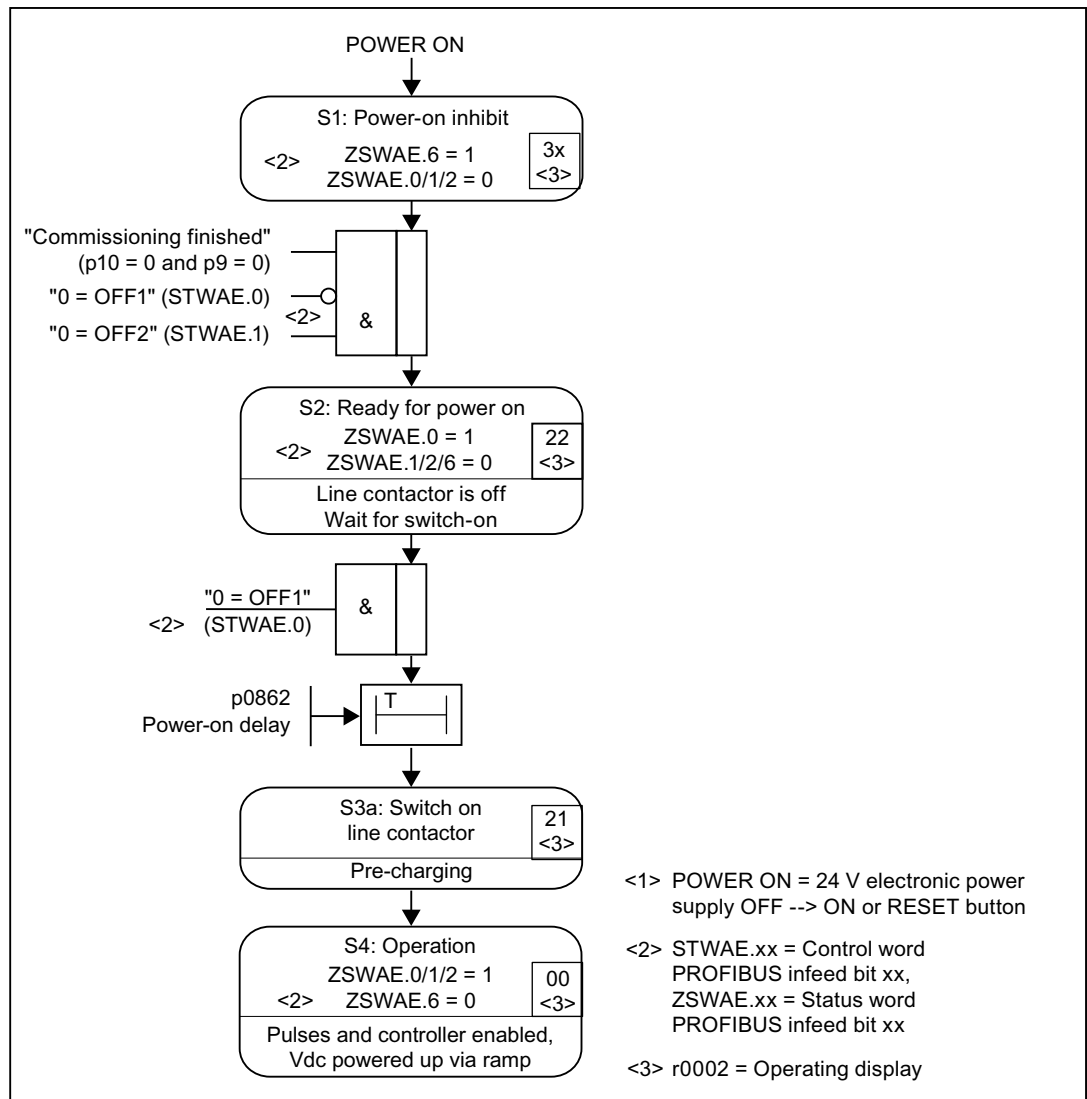 POWER ON
S1: Power-on inhibit
<2> ZSWAE.6 = 1
ZSWAE.0/1/2 = 0
3x
<3>
"Commissioning finished"
(p10 = 0 and p9 = 0)
"0 = OFF1" (STWAE.0)
<2>
"0 = OFF2" (STWAE.1)
&
S2: Ready for power on
ZSWAE.0 = 1
<2> ZSWAE.1/2/6 = 0
22
<3>
Line contactor is off
Wait for switch-on
"0 = OFF1"
<2> (STWAE.0)
&
p0862
Power-on delay
T
S3a: Switch on
line contactor
21
<3>
Pre-charging
S4: Operation
ZSWAE.0/1/2 = 1
<2> ZSWAE.6 = 0
00
<3>
Pulses and controller enabled,
Vdc powered up via ramp
<1> POWER ON = 24 V electronic power
supply OFF --> ON or RESET button
<2> STWAE.xx = Control word
PROFIBUS infeed bit xx,
ZSWAE.xx = Status word
PROFIBUS infeed bit xx
<3> r0002 = Operating display